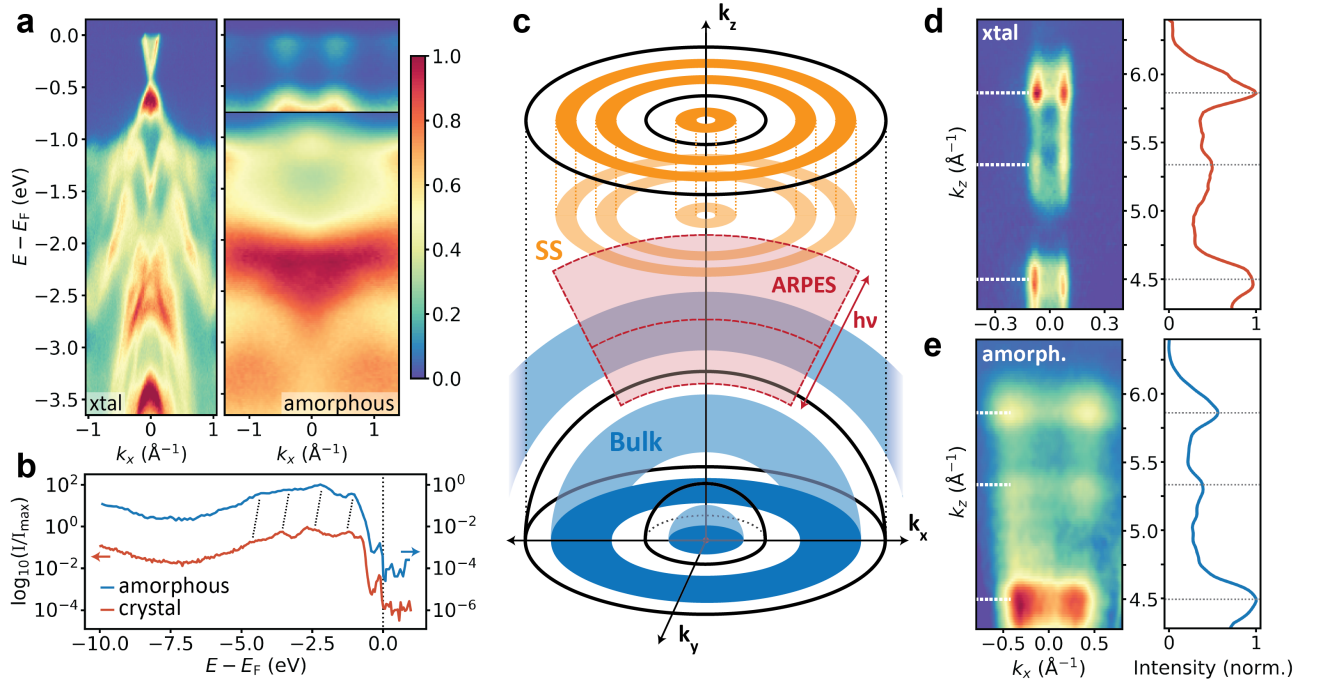 a
0.0
−0.5
−1.0
−1.5
−2.0
−2.5
−3.0
−3.5
E − E_F (eV)
xtal
amorphous
−1 0 1
−1 0 1
k_x (Å⁻¹)
k_x (Å⁻¹)
1.0
0.8
0.6
0.4
0.2
0.0
b
10²
10⁰
10⁻²
10⁻⁴
log₁₀(I/I_max)
10⁰
10⁻²
10⁻⁴
10⁻⁶
amorphous
crystal
−10.0 −7.5 −5.0 −2.5 0.0
E − E_F (eV)
c
k_z
SS
ARPES
hν
Bulk
k_x
k_y
d
xtal
k_z (Å⁻¹)
6.0
5.5
5.0
4.5
−0.3 0.0 0.3
0 1
e
amorph.
k_z (Å⁻¹)
6.0
5.5
5.0
4.5
−0.5 0.0 0.5
k_x (Å⁻¹)
0 1
Intensity (norm.)